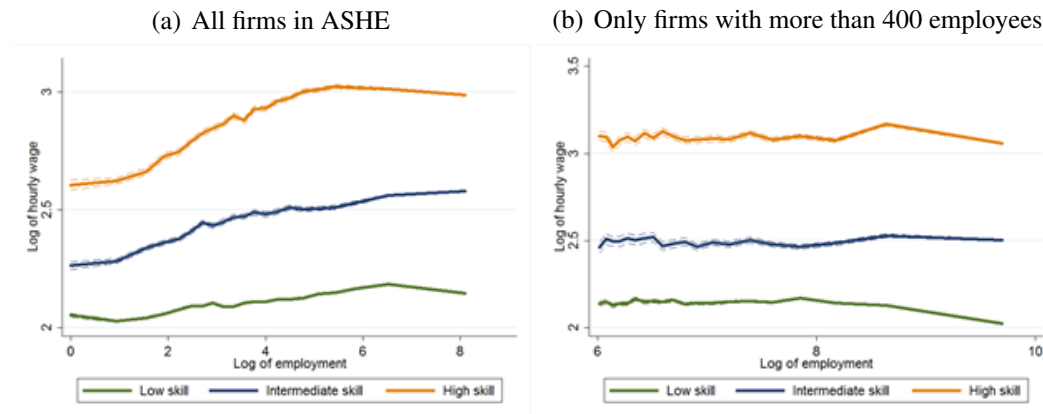 (a) All firms in ASHE
3
2.5
2
Log of hourly wage
0 2 4 6 8
Log of employment
Low skill Intermediate skill High skill
(b) Only firms with more than 400 employees
3.5
3
2.5
2
Log of hourly wage
6 8 10
Log of employment
Low skill Intermediate skill High skill